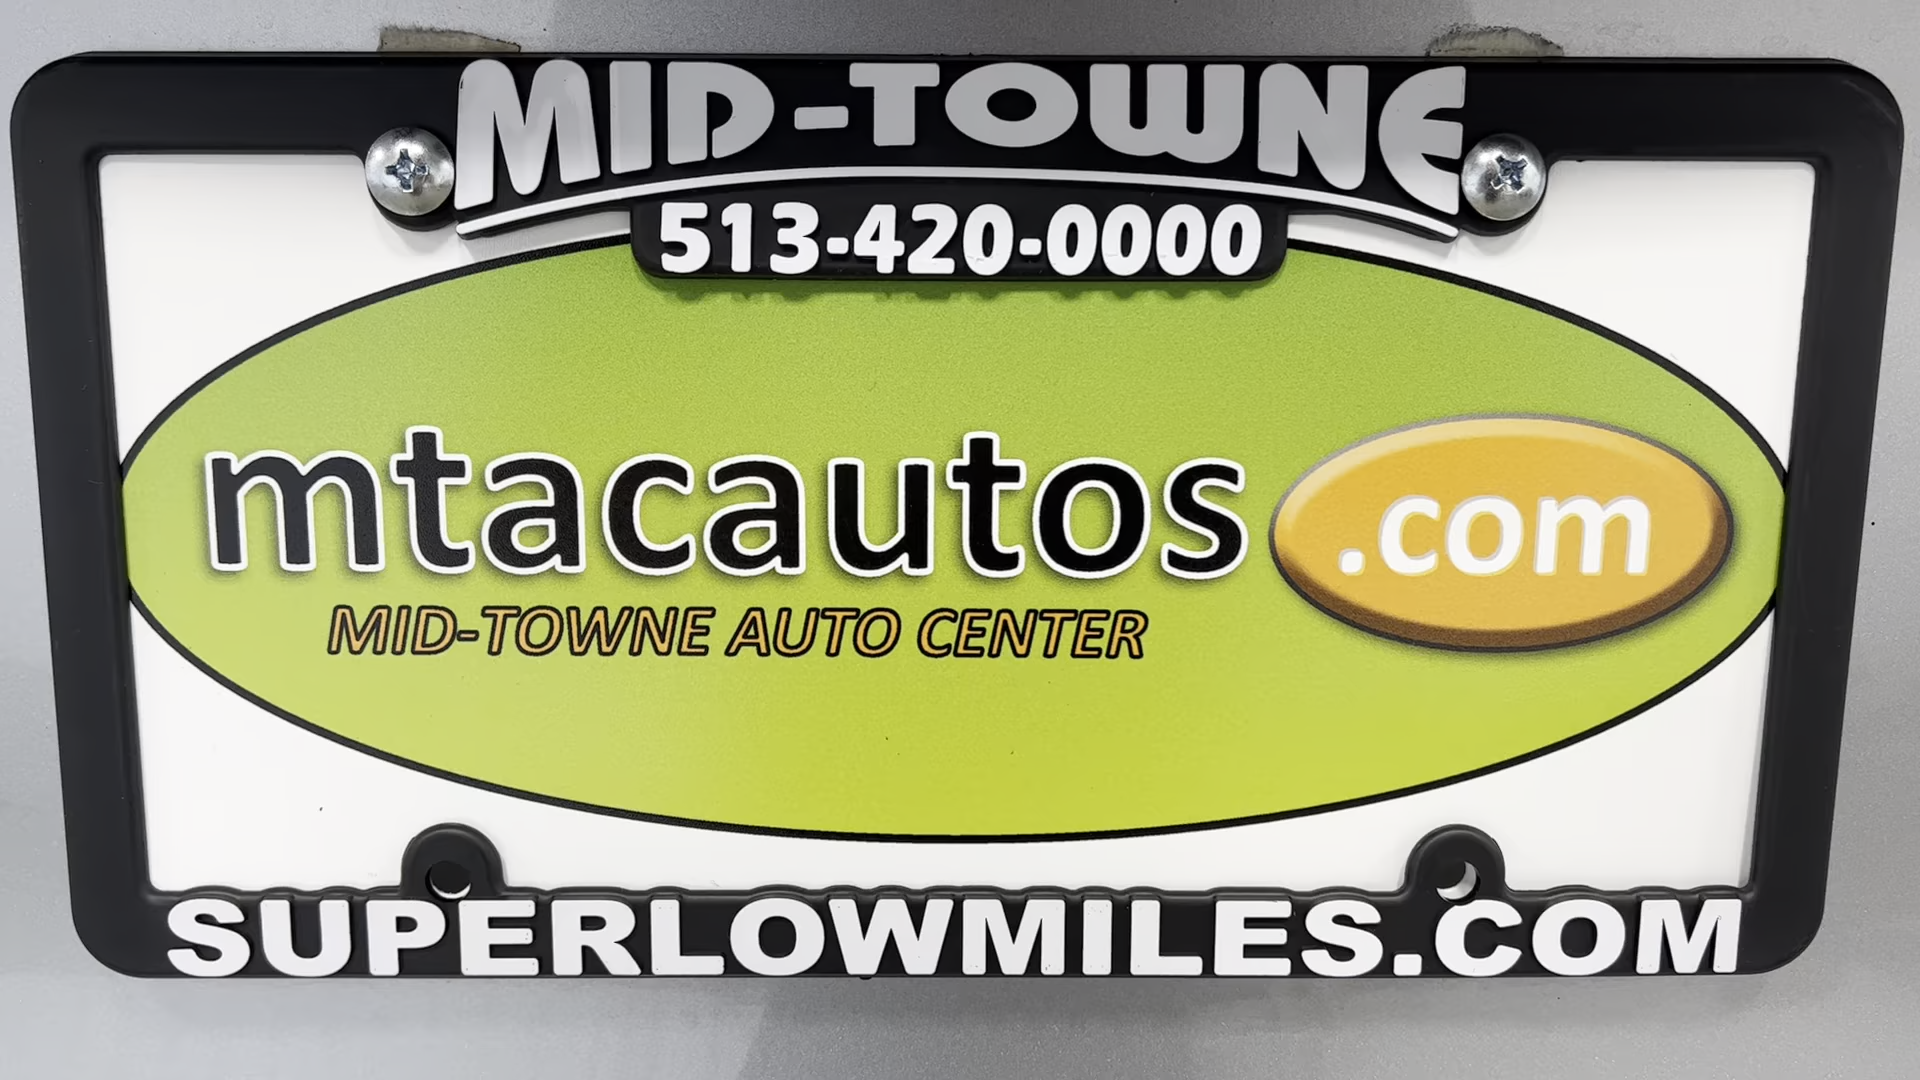 MID-TOWNE
513-420-0000
mtacautos.com
MID-TOWNE AUTO CENTER
SUPERLOWMILES.COM